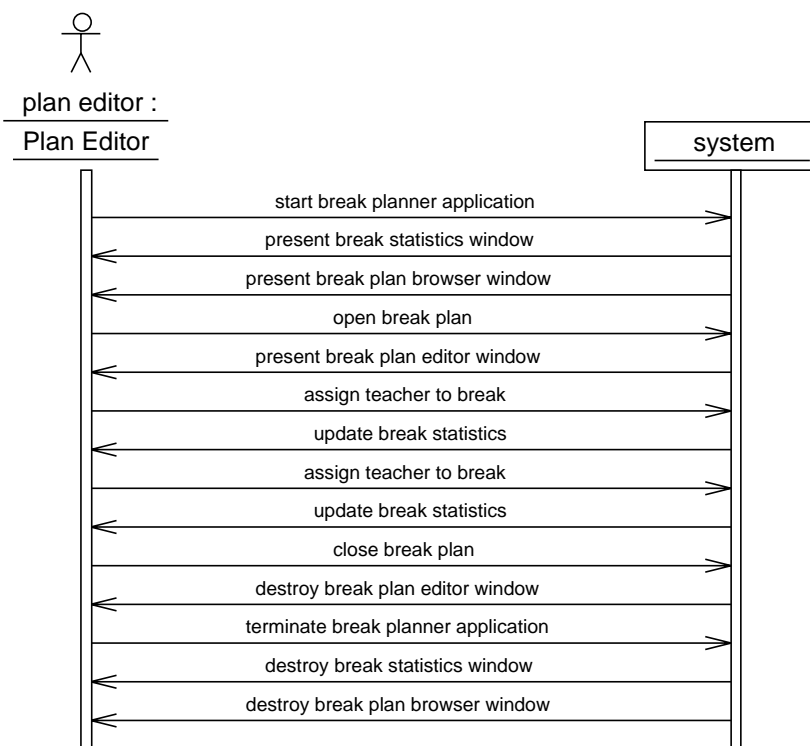 plan editor :
Plan Editor
system
start break planner application
present break statistics window
present break plan browser window
open break plan
present break plan editor window
assign teacher to break
update break statistics
assign teacher to break
update break statistics
close break plan
destroy break plan editor window
terminate break planner application
destroy break statistics window
destroy break plan browser window